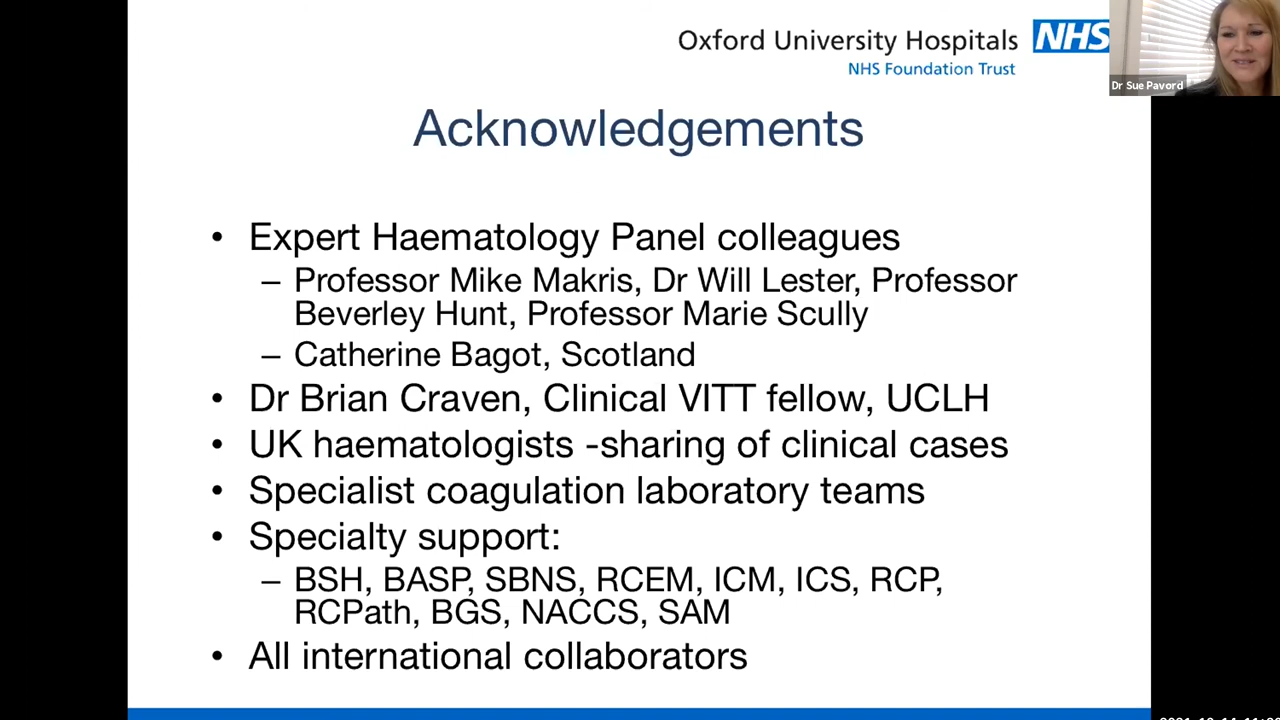 Oxford University Hospitals NHS
NHS Foundation Trust
Dr Sue Pavord
Acknowledgements
• Expert Haematology Panel colleagues
– Professor Mike Makris, Dr Will Lester, Professor
Beverley Hunt, Professor Marie Scully
– Catherine Bagot, Scotland
• Dr Brian Craven, Clinical VITT fellow, UCLH
• UK haematologists -sharing of clinical cases
• Specialist coagulation laboratory teams
• Specialty support:
– BSH, BASP, SBNS, RCEM, ICM, ICS, RCP,
RCPath, BGS, NACCS, SAM
• All international collaborators